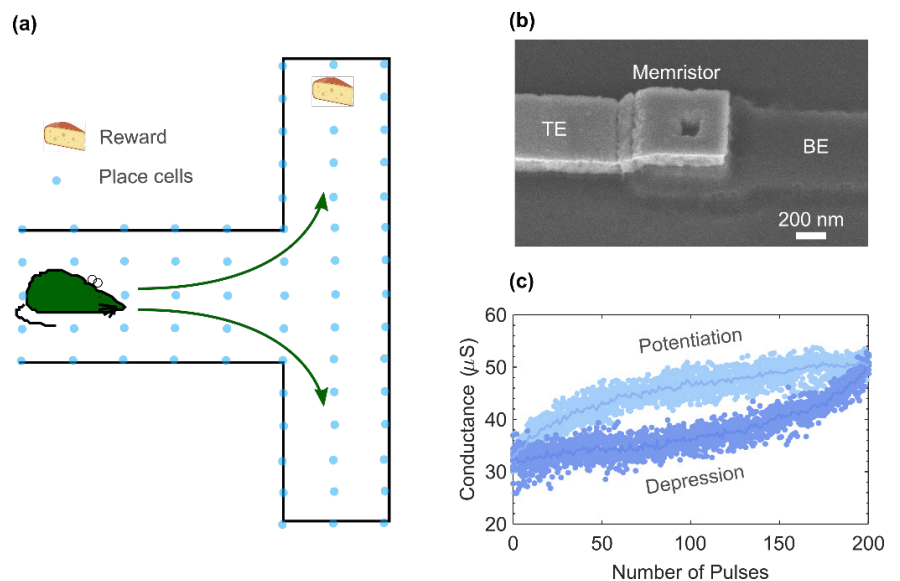 (a)
Reward
Place cells
(b)
Memristor
TE
BE
200 nm
(c)
60
50
40
30
20
Conductance (μS)
Potentiation
Depression
0
50
100
150
200
Number of Pulses